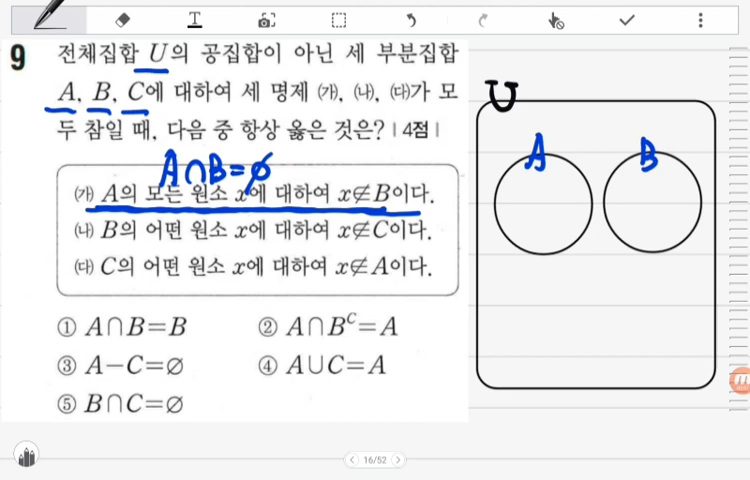 T
9 전체집합 U의 공집합이 아닌 세 부분집합
A, B, C에 대하여 세 명제 ㈎, ㈏, ㈐가 모
두 참일 때, 다음 중 항상 옳은 것은? | 4점 |
A∩B=∅
㈎ A의 모든 원소 x에 대하여 x∉B이다.
㈏ B의 어떤 원소 x에 대하여 x∉C이다.
㈐ C의 어떤 원소 x에 대하여 x∉A이다.
① A∩B=B ② A∩Bᶜ=A
③ A−C=∅ ④ A∪C=A
⑤ B∩C=∅
U
A B
16/52